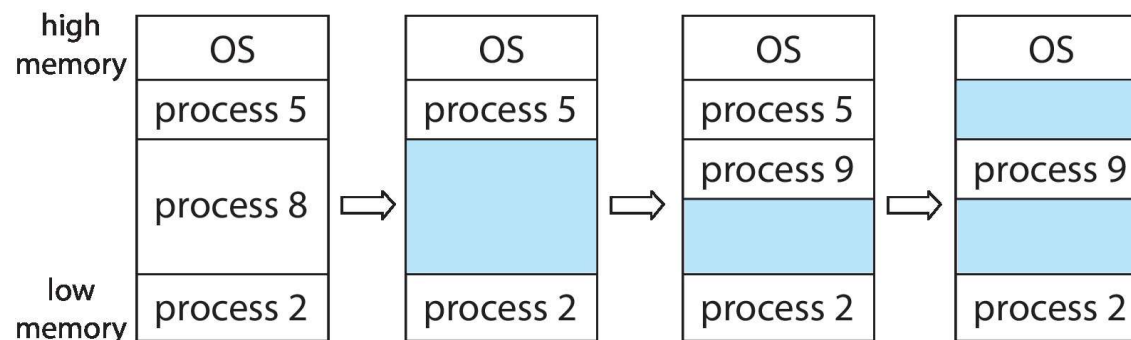 high
memory
low
memory
OS
process 5
process 8
process 2
OS
process 5
process 2
OS
process 5
process 9
process 2
OS
process 9
process 2